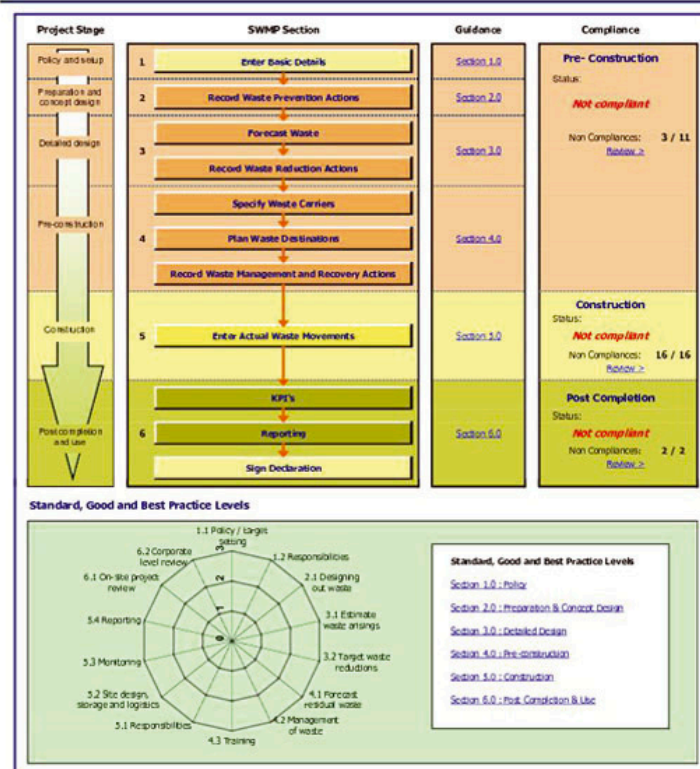 Project Stage
SWMP Section
Guidance
Compliance
Policy and setup
1
Enter Basic Details
Section 1.0
Pre- Construction
Status:
Not compliant
Non Compliances: 3 / 11
Review >
Preparation and
concept design
2
Record Waste Prevention Actions
Section 2.0
Detailed design
3
Forecast Waste
Record Waste Reduction Actions
Section 3.0
Pre-construction
4
Specify Waste Carriers
Plan Waste Destinations
Record Waste Management and Recovery Actions
Section 4.0
Construction
5
Enter Actual Waste Movements
Section 5.0
Construction
Status:
Not compliant
Non Compliances: 16 / 16
Review >
Post completion
and use
6
KPI's
Reporting
Sign Declaration
Section 6.0
Post Completion
Status:
Not compliant
Non Compliances: 2 / 2
Review >
Standard, Good and Best Practice Levels
1.1 Policy / target
setting
1.2 Responsibilities
2.1 Designing
out waste
3.1 Estimate
waste arisings
3.2 Target waste
reductions
4.1 Forecast
residual waste
4.2 Management
of waste
4.3 Training
5.1 Responsibilities
5.2 Site design,
storage and logistics
5.3 Monitoring
5.4 Reporting
6.1 On-site project
review
6.2 Corporate
level review
3
2
1
0
Standard, Good and Best Practice Levels
Section 1.0 : Policy
Section 2.0 : Preparation & Concept Design
Section 3.0 : Detailed Design
Section 4.0 : Pre-construction
Section 5.0 : Construction
Section 6.0 : Post Completion & Use